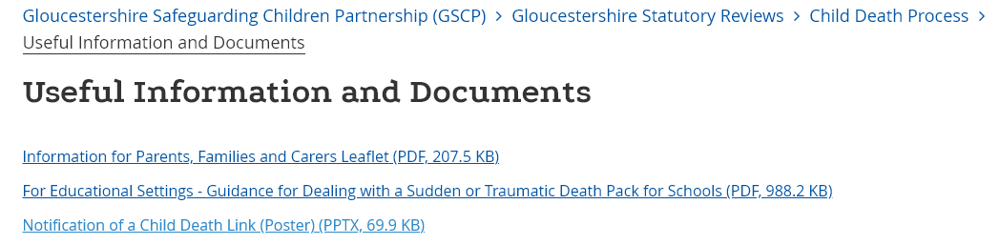 Gloucestershire Safeguarding Children Partnership (GSCP) > Gloucestershire Statutory Reviews > Child Death Process >
Useful Information and Documents
Useful Information and Documents
Information for Parents, Families and Carers Leaflet (PDF, 207.5 KB)
For Educational Settings - Guidance for Dealing with a Sudden or Traumatic Death Pack for Schools (PDF, 988.2 KB)
Notification of a Child Death Link (Poster) (PPTX, 69.9 KB)